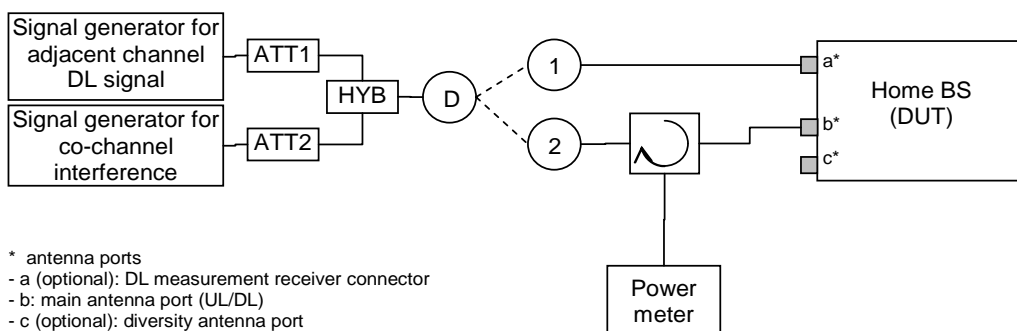 Signal generator for
adjacent channel
DL signal
ATT1
Signal generator for
co-channel
interference
ATT2
HYB
D
1
2
a*
b*
c*
Home BS
(DUT)
Power
meter
* antenna ports
- a (optional): DL measurement receiver connector
- b: main antenna port (UL/DL)
- c (optional): diversity antenna port